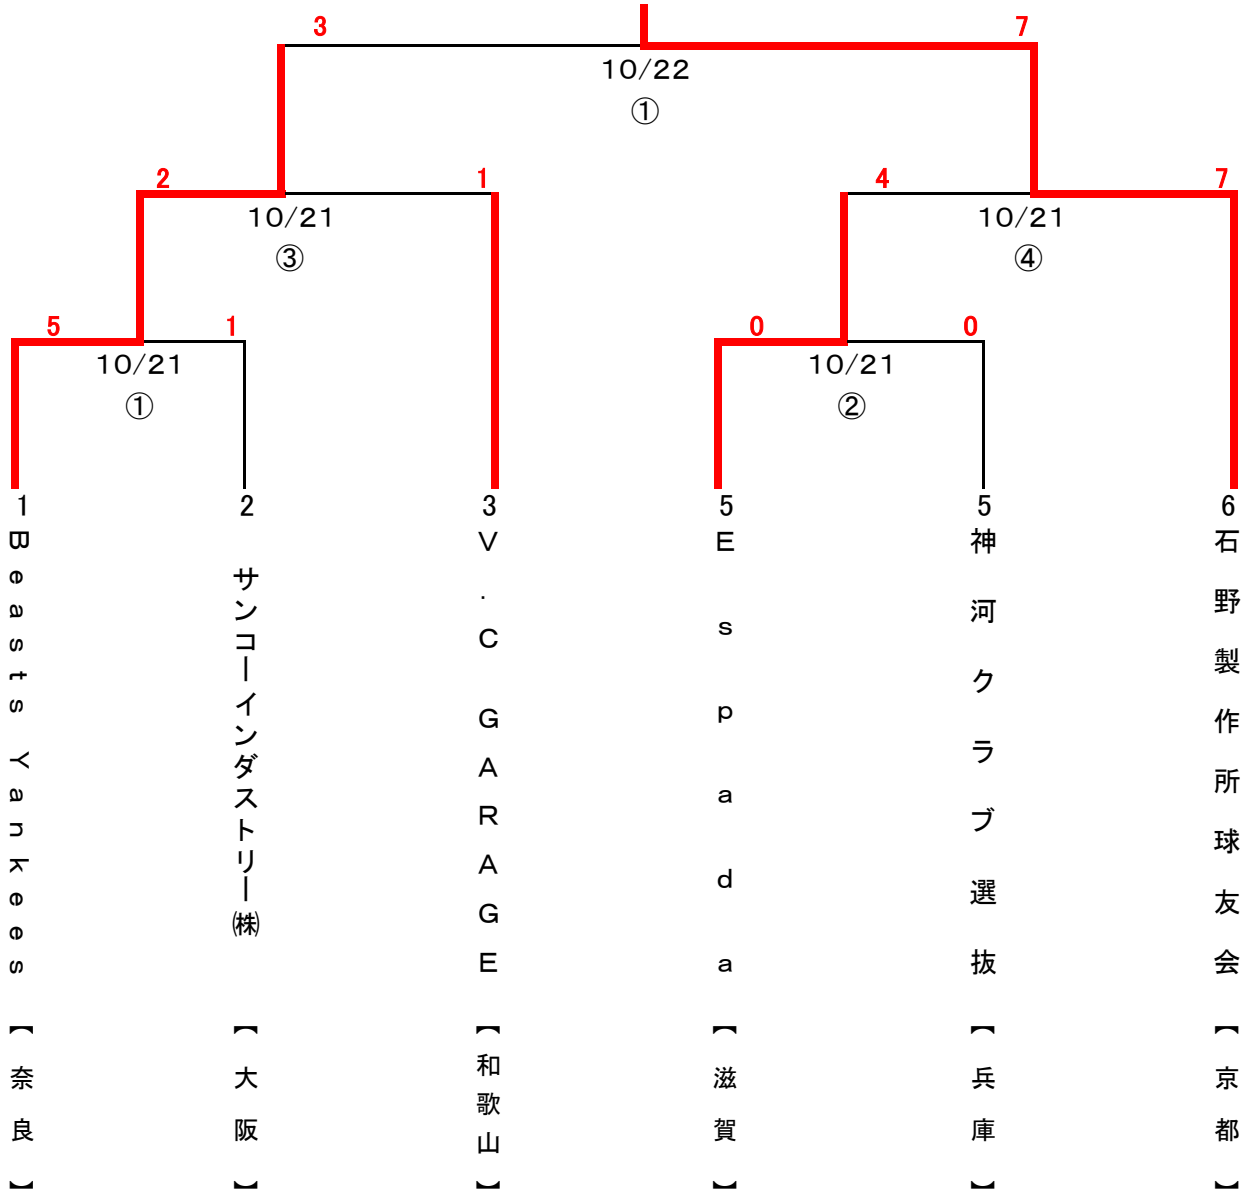 3 7
10/22
①
2 1 4 7
10/21 10/21
③ ④
5 1 0 0
10/21 10/21
① ②
1 2 3 5 5 6
Beasts Yankees 【奈良】
サンコーインダストリー㈱ 【大阪】
V.C GARAGE 【和歌山】
Espada 【滋賀】
神河クラブ選抜 【兵庫】
石野製作所球友会 【京都】